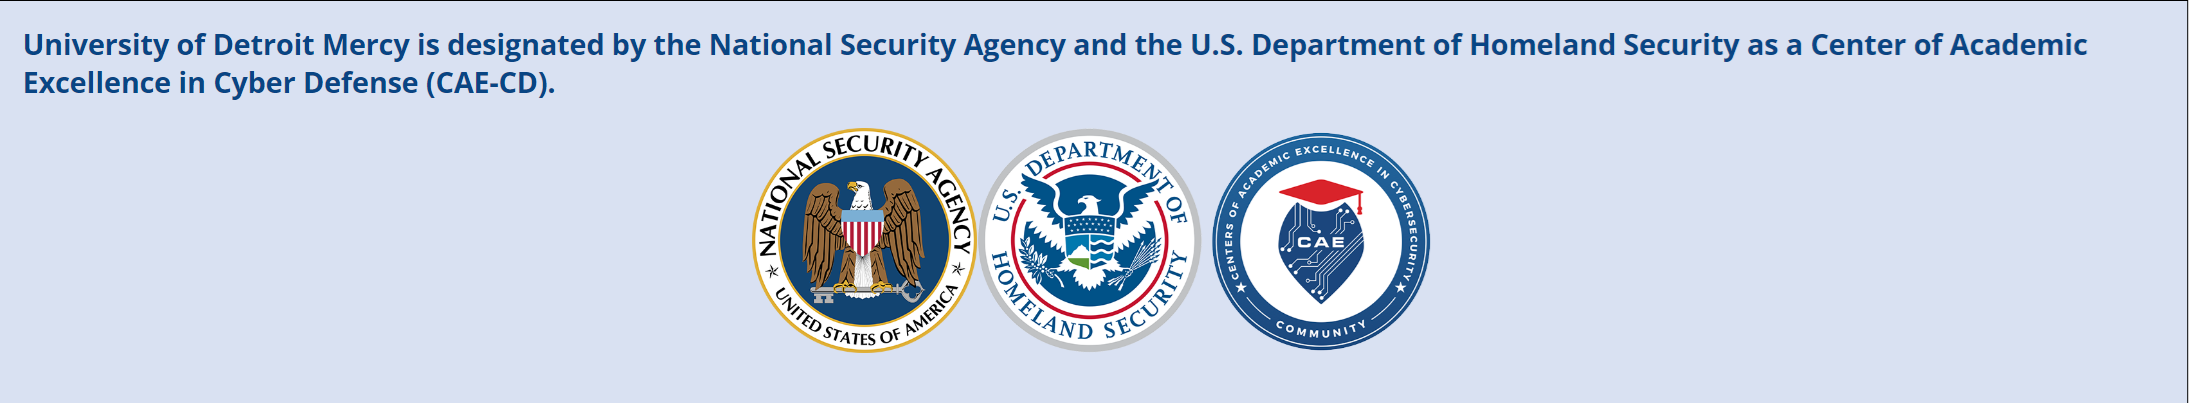 University of Detroit Mercy is designated by the National Security Agency and the U.S. Department of Homeland Security as a Center of Academic
Excellence in Cyber Defense (CAE-CD).
NATIONAL SECURITY AGENCY
UNITED STATES OF AMERICA
U.S. DEPARTMENT OF
HOMELAND SECURITY
CENTERS OF ACADEMIC EXCELLENCE IN CYBERSECURITY
CAE
COMMUNITY